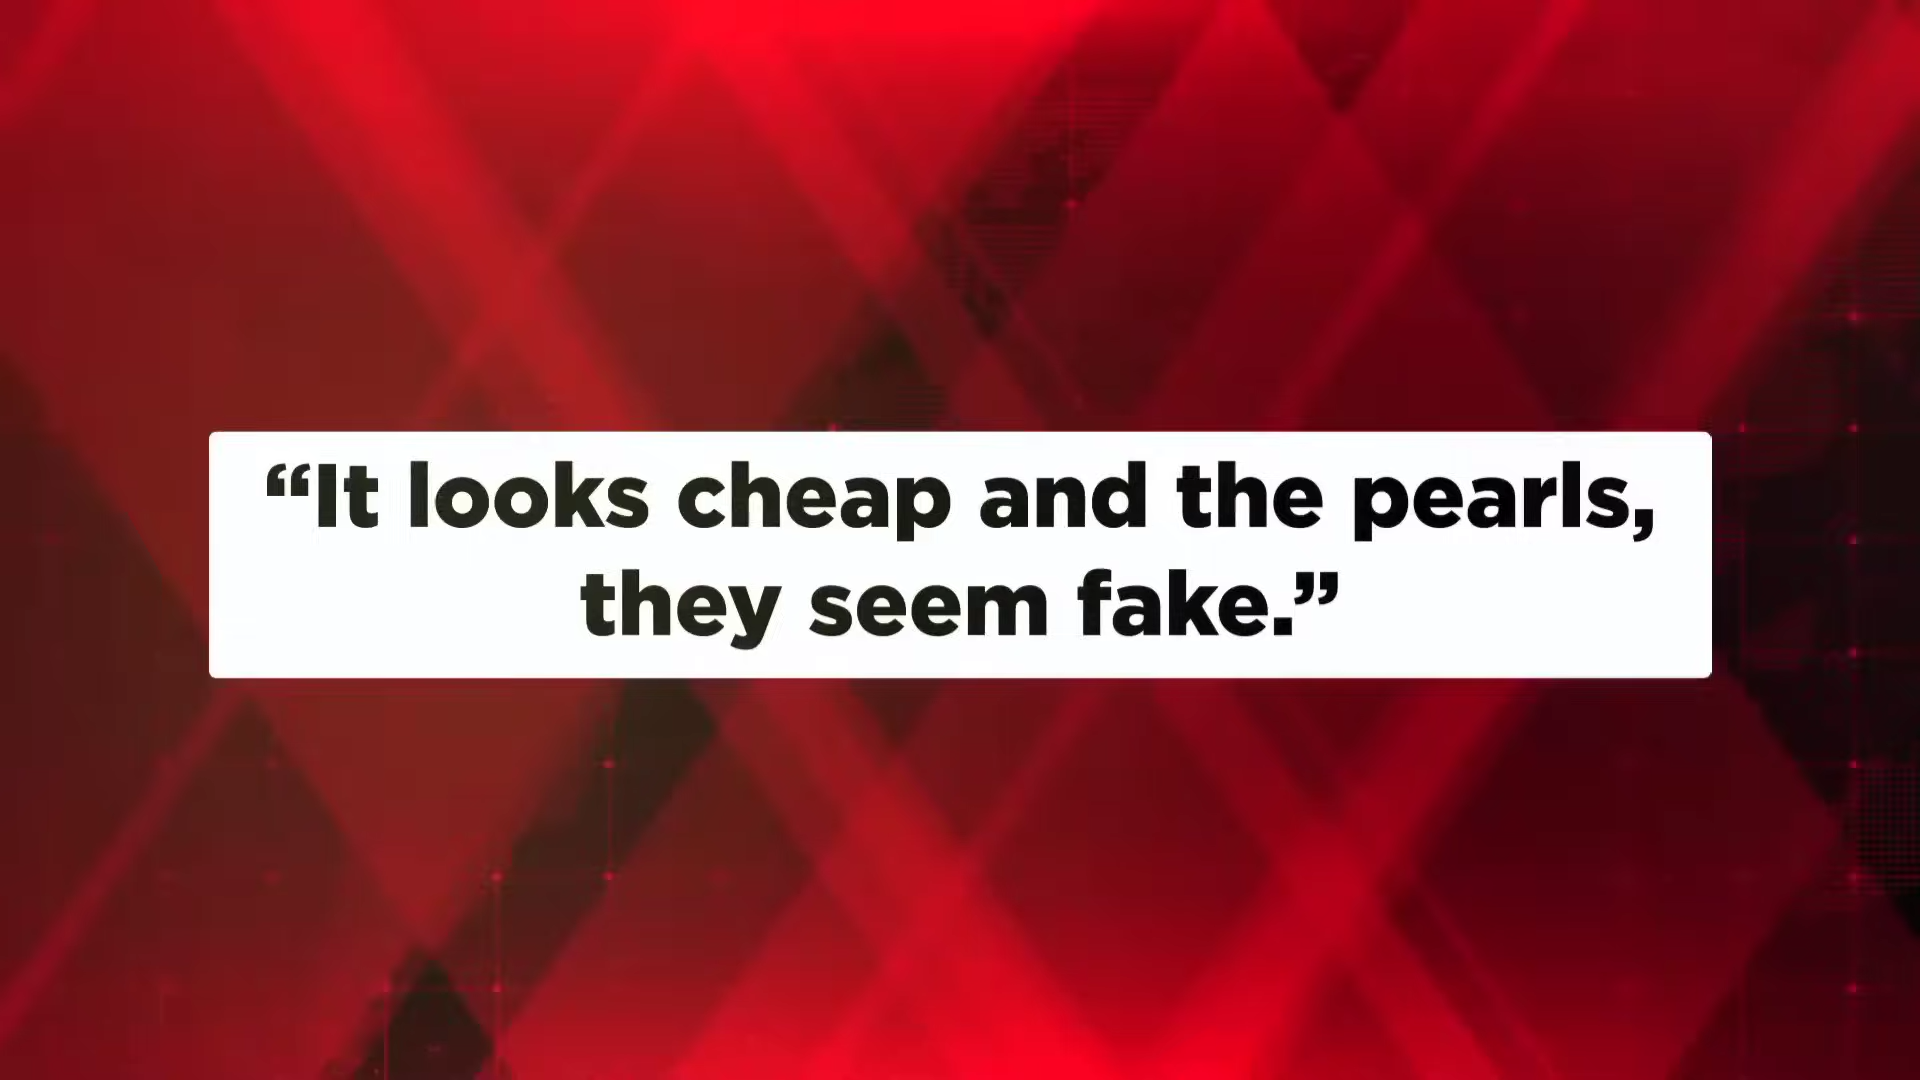 “It looks cheap and the pearls,
they seem fake.”